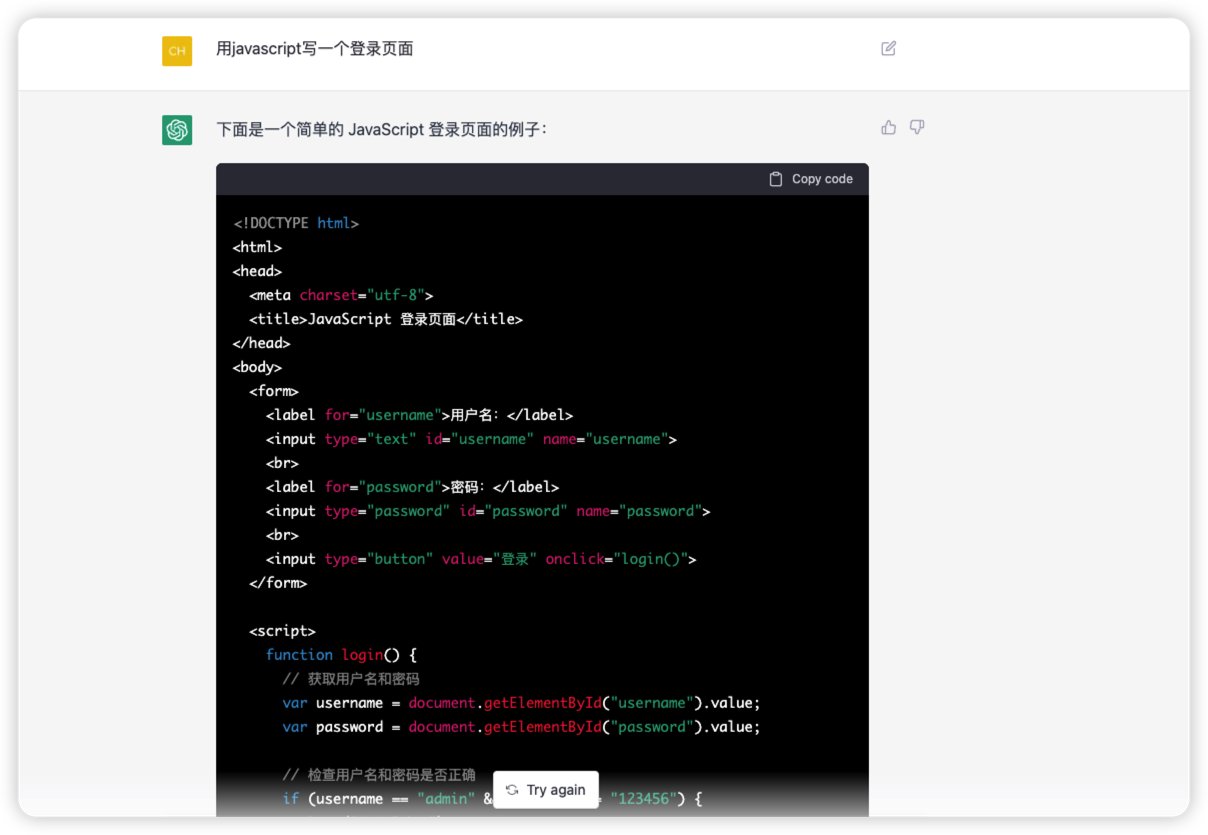 CH
用javascript写一个登录页面
下面是一个简单的 JavaScript 登录页面的例子：
Copy code
<!DOCTYPE html>
<html>
<head>
  <meta charset="utf-8">
  <title>JavaScript 登录页面</title>
</head>
<body>
  <form>
    <label for="username">用户名：</label>
    <input type="text" id="username" name="username">
    <br>
    <label for="password">密码：</label>
    <input type="password" id="password" name="password">
    <br>
    <input type="button" value="登录" onclick="login()">
  </form>
  <script>
    function login() {
      // 获取用户名和密码
      var username = document.getElementById("username").value;
      var password = document.getElementById("password").value;
      // 检查用户名和密码是否正确
      if (username == "admin" & = "123456") {
Try again